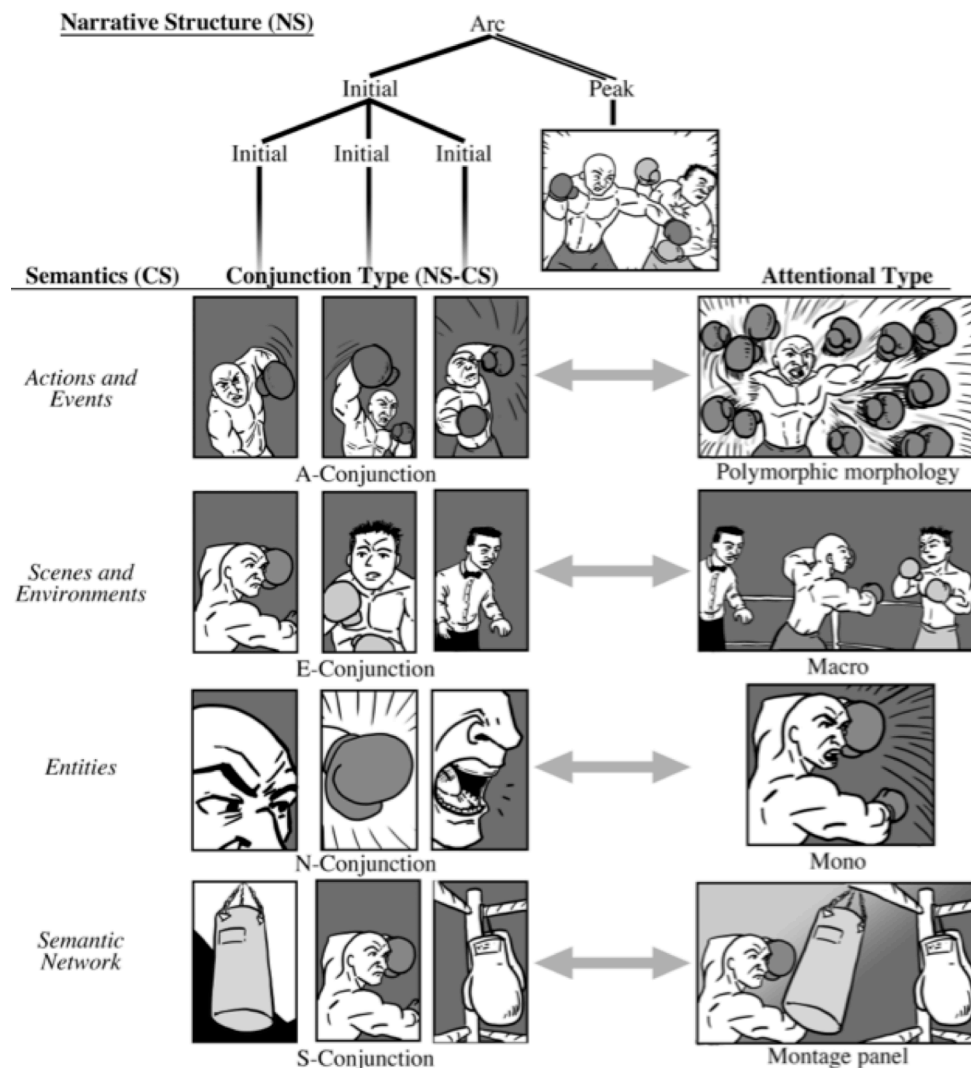 Narrative Structure (NS)
Arc
Initial Peak
Initial Initial Initial
Semantics (CS) Conjunction Type (NS-CS) Attentional Type
Actions and
Events
A-Conjunction Polymorphic morphology
Scenes and
Environments
E-Conjunction Macro
Entities
N-Conjunction Mono
Semantic
Network
S-Conjunction Montage panel